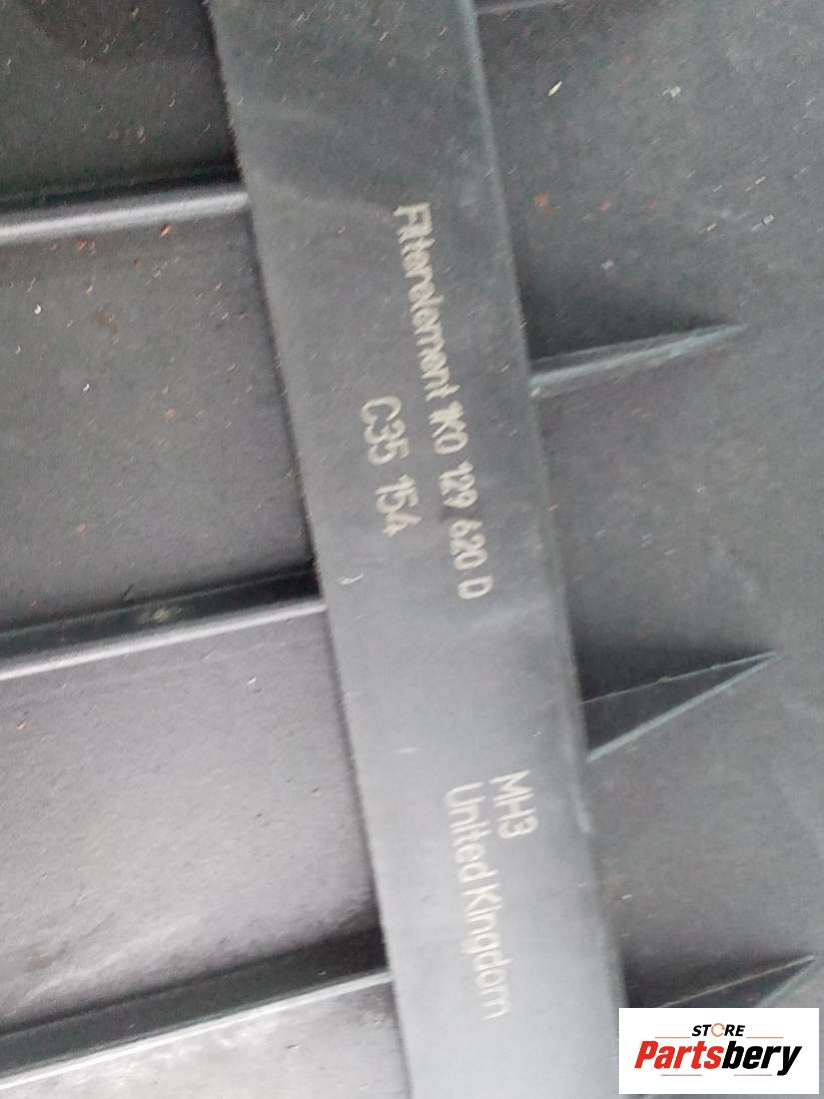 Filterelement 1K0 129 620 D
C35 154
MH3
United Kingdom
STORE
Partsbery